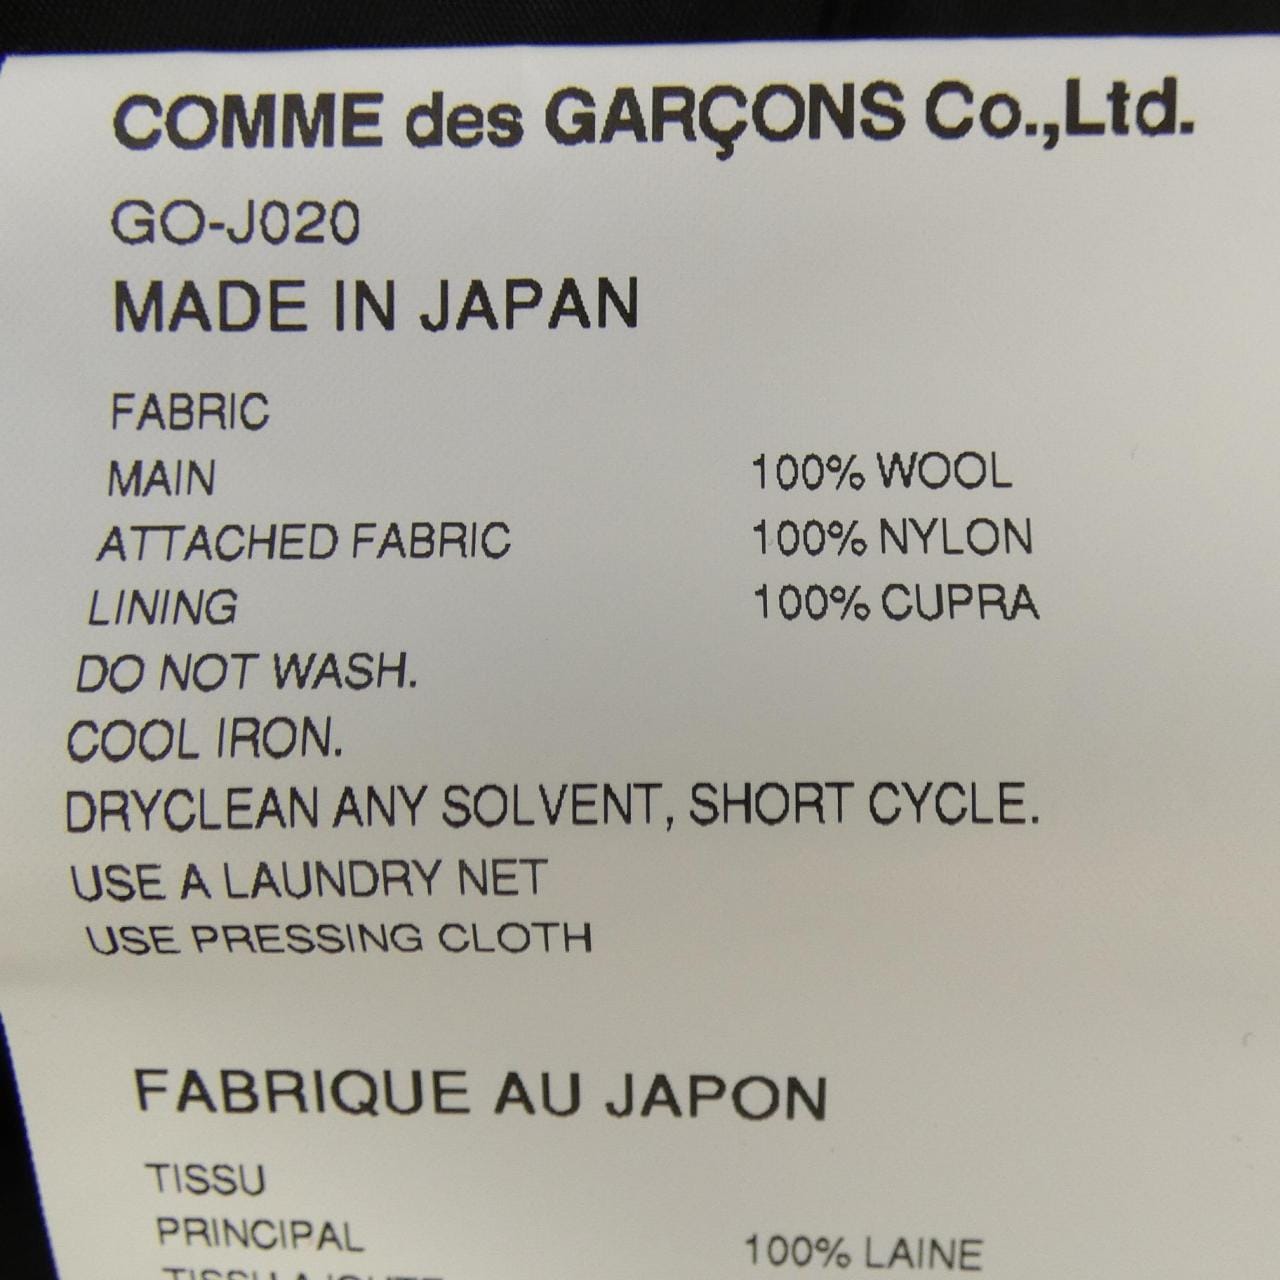 COMME des GARÇONS Co.,Ltd.
GO-J020
MADE IN JAPAN
FABRIC
MAIN 100% WOOL
ATTACHED FABRIC 100% NYLON
LINING 100% CUPRA
DO NOT WASH.
COOL IRON.
DRYCLEAN ANY SOLVENT, SHORT CYCLE.
USE A LAUNDRY NET
USE PRESSING CLOTH
FABRIQUE AU JAPON
TISSU
PRINCIPAL 100% LAINE
TISSU AJOUTE